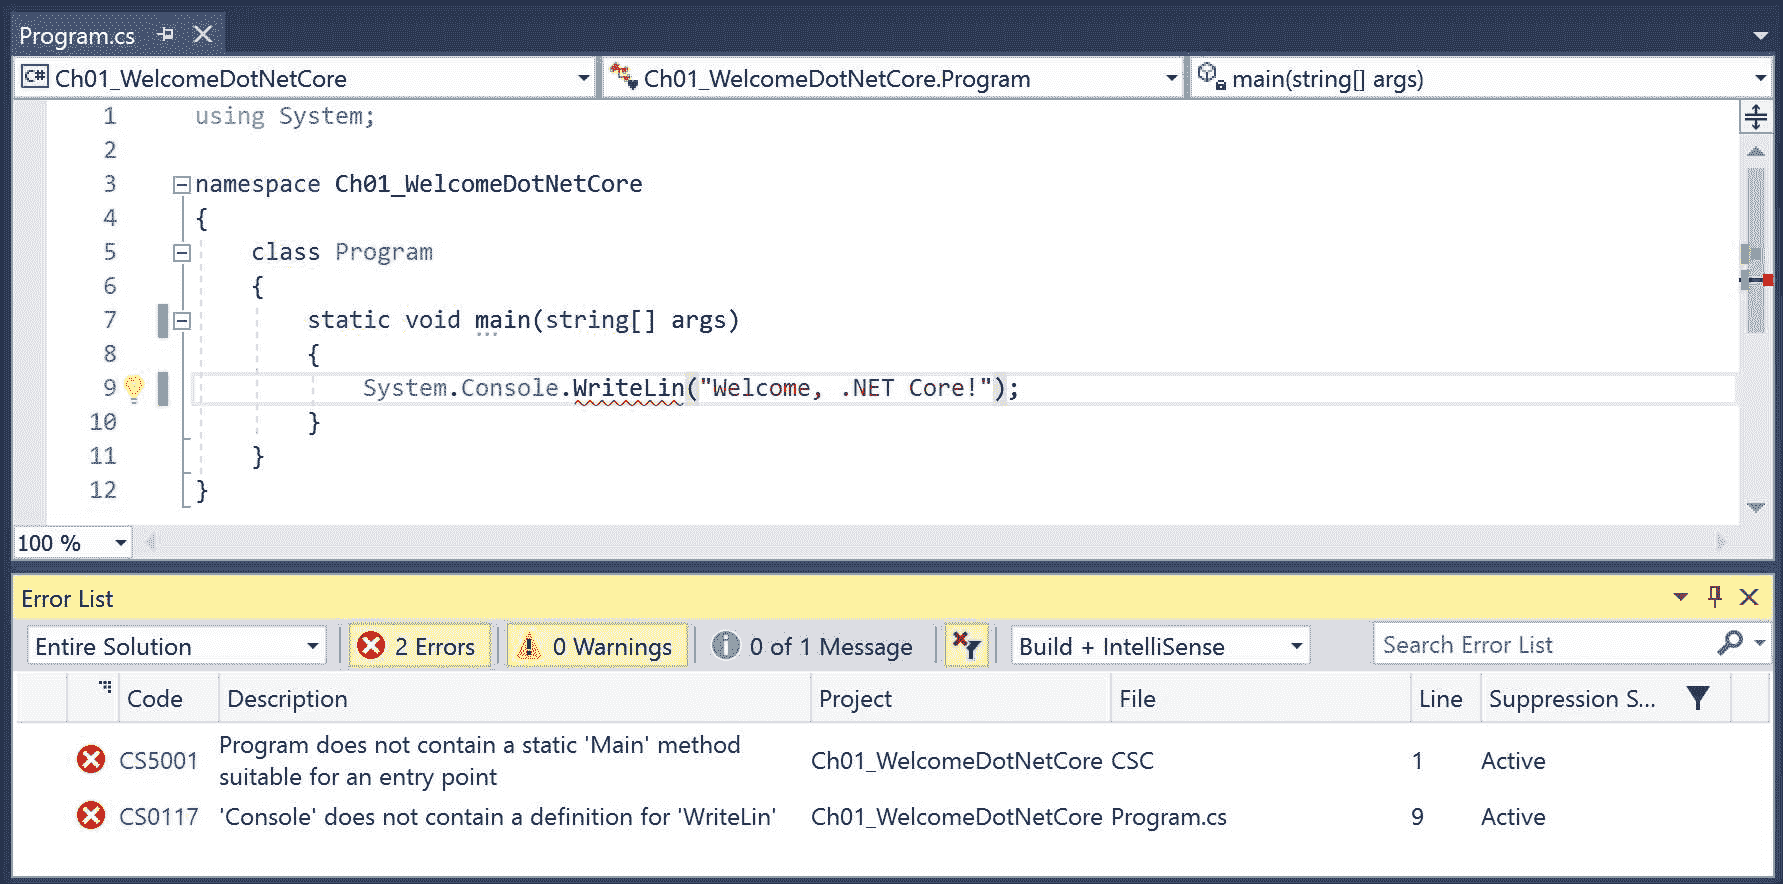 Program.cs
C# Ch01_WelcomeDotNetCore Ch01_WelcomeDotNetCore.Program main(string[] args)
1 using System;
2
3 namespace Ch01_WelcomeDotNetCore
4 {
5 class Program
6 {
7 static void main(string[] args)
8 {
9 System.Console.WriteLin("Welcome, .NET Core!");
10 }
11 }
12 }
100 %
Error List
Entire Solution 2 Errors 0 Warnings 0 of 1 Message Build + IntelliSense Search Error List
Code Description Project File Line Suppression S...
CS5001 Program does not contain a static 'Main' method suitable for an entry point Ch01_WelcomeDotNetCore CSC 1 Active
CS0117 'Console' does not contain a definition for 'WriteLin' Ch01_WelcomeDotNetCore Program.cs 9 Active